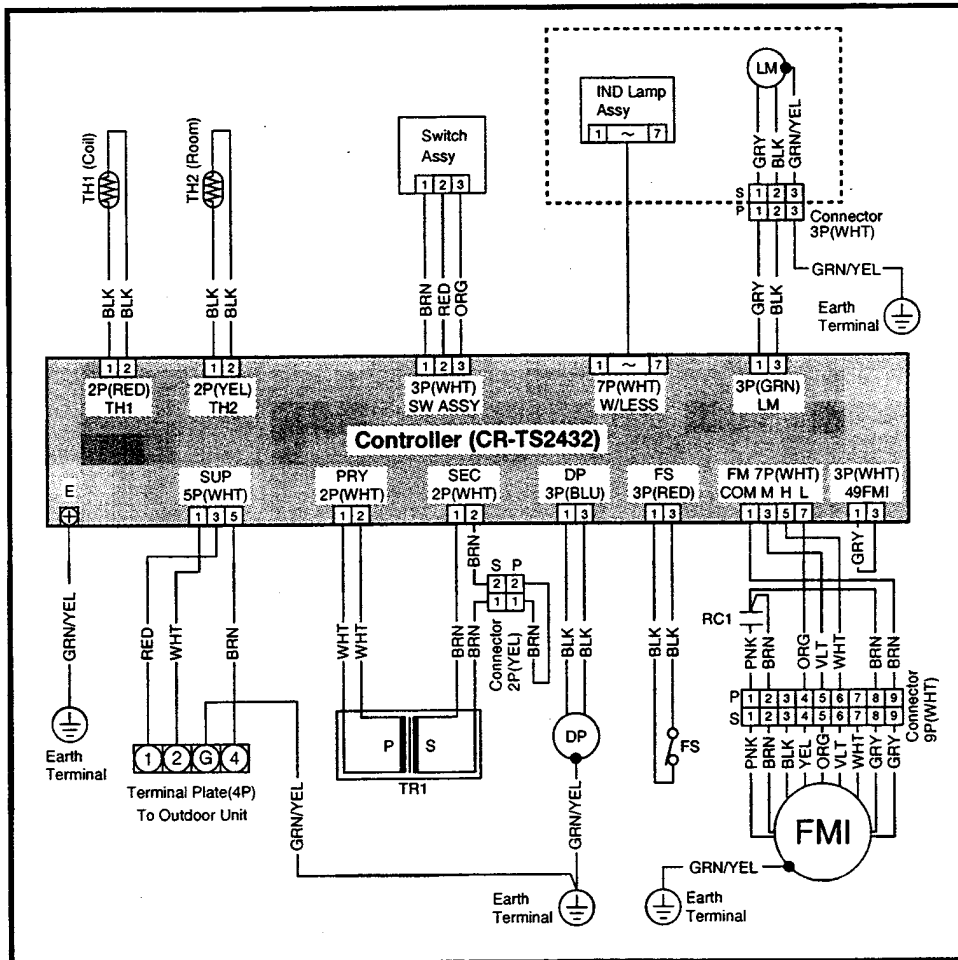 LM
IND Lamp
Assy
1 ~ 7
GRY
BLK
GRN/YEL
Switch
Assy
1 2 3
TH1 (Coil)
TH2 (Room)
S 1 2 3
P 1 2 3
Connector
3P(WHT)
GRN/YEL
BLK
BLK
BLK
BLK
BRN
RED
ORG
GRY
BLK
Earth
Terminal
1 2
1 2
1 2 3
1 ~ 7
1 3
2P(RED)
TH1
2P(YEL)
TH2
3P(WHT)
SW ASSY
7P(WHT)
W/LESS
3P(GRN)
LM
Controller (CR-TS2432)
E
SUP
5P(WHT)
PRY
2P(WHT)
SEC
2P(WHT)
DP
3P(BLU)
FS
3P(RED)
FM 7P(WHT)
COM M H L
3P(WHT)
49FMI
1 3 5
1 2
1 2
1 3
1 3
1 3 5 7
1 3
GRY
BRN
S P
2 2
1 1
Connector
2P(YEL)
BRN
RC1
GRN/YEL
RED
WHT
BRN
WHT
WHT
BRN
BRN
BLK
BLK
BLK
BLK
PNK
BRN
ORG
VLT
WHT
BRN
BRN
P 1 2 3 4 5 6 7 8 9
S 1 2 3 4 5 6 7 8 9
Connector
9P(WHT)
PNK
BRN
BLK
YEL
ORG
VLT
WHT
GRY
GRY
Earth
Terminal
1 2 G 4
Terminal Plate(4P)
To Outdoor Unit
P S
TR1
DP
FS
FMI
GRN/YEL
GRN/YEL
GRN/YEL
Earth
Terminal
Earth
Terminal